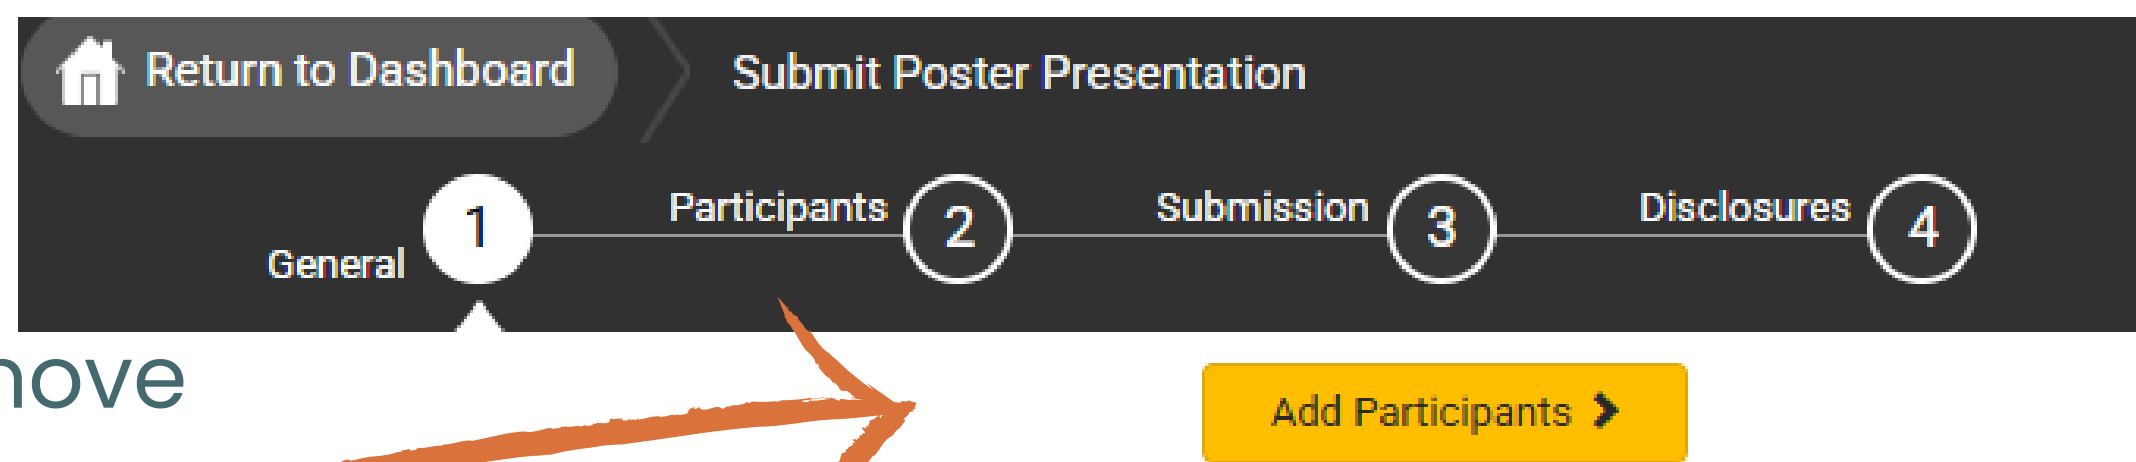 Return to Dashboard
Submit Poster Presentation
General 1
Participants 2
Submission 3
Disclosures 4
Add Participants